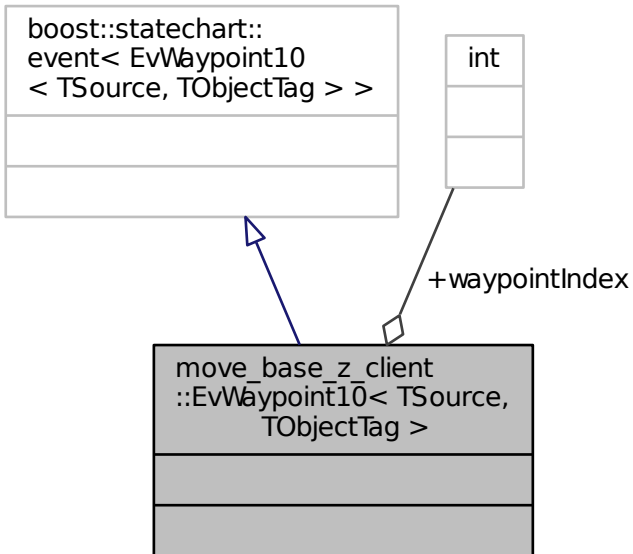 boost::statechart::
event< EvWaypoint10
< TSource, TObjectTag > >
int
+waypointIndex
move_base_z_client
::EvWaypoint10< TSource,
TObjectTag >